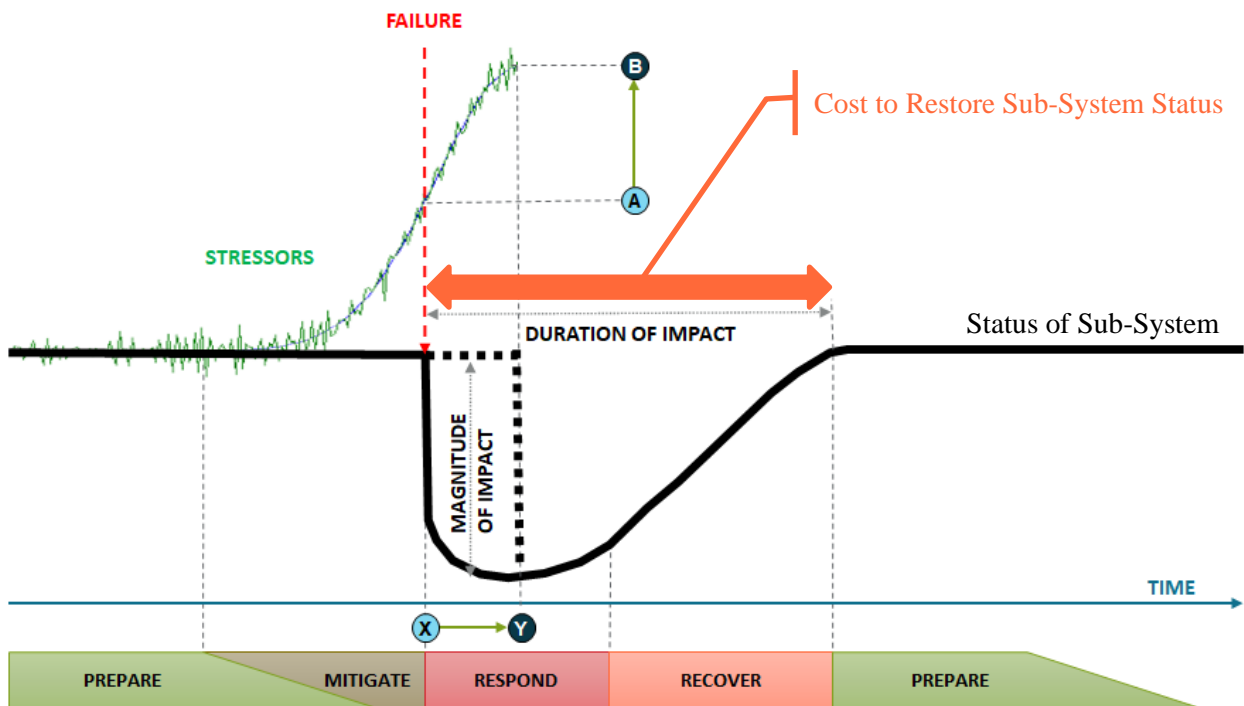 FAILURE
B
Cost to Restore Sub-System Status
A
STRESSORS
DURATION OF IMPACT
Status of Sub-System
MAGNITUDE
OF IMPACT
TIME
X
Y
PREPARE
MITIGATE
RESPOND
RECOVER
PREPARE